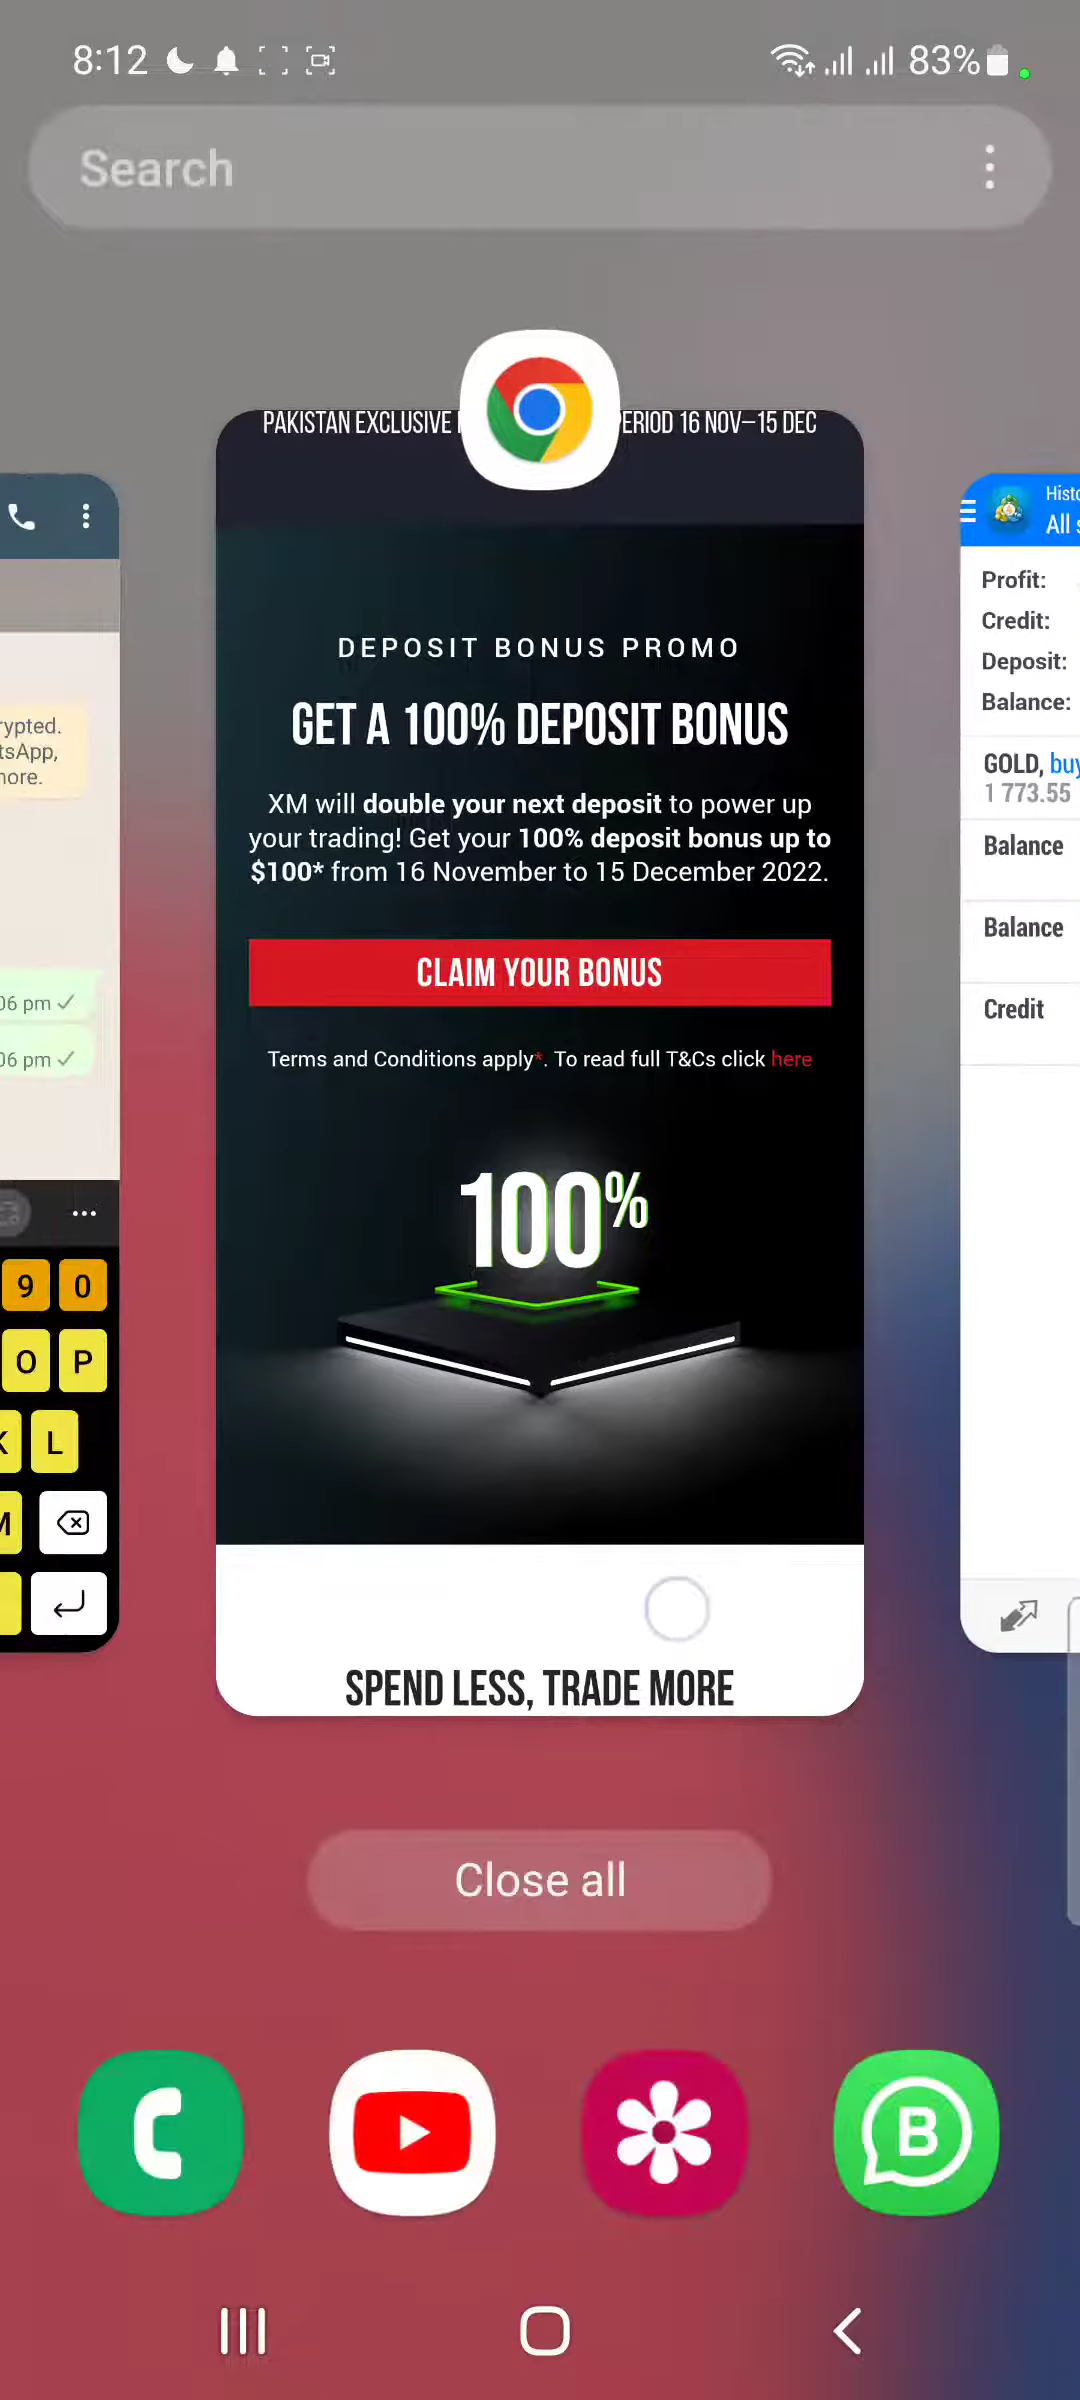 8:12
83%
Search
PAKISTAN EXCLUSIVE
ERIOD 16 NOV–15 DEC
DEPOSIT BONUS PROMO
GET A 100% DEPOSIT BONUS
XM will double your next deposit to power up
your trading! Get your 100% deposit bonus up to
$100* from 16 November to 15 December 2022.
CLAIM YOUR BONUS
Terms and Conditions apply*. To read full T&Cs click here
100%
SPEND LESS, TRADE MORE
rypted.
tsApp,
nore.
06 pm
06 pm
9 0
O P
K L
M
Histo
All s
Profit:
Credit:
Deposit:
Balance:
GOLD, buy
1 773.55
Balance
Balance
Credit
Close all
B